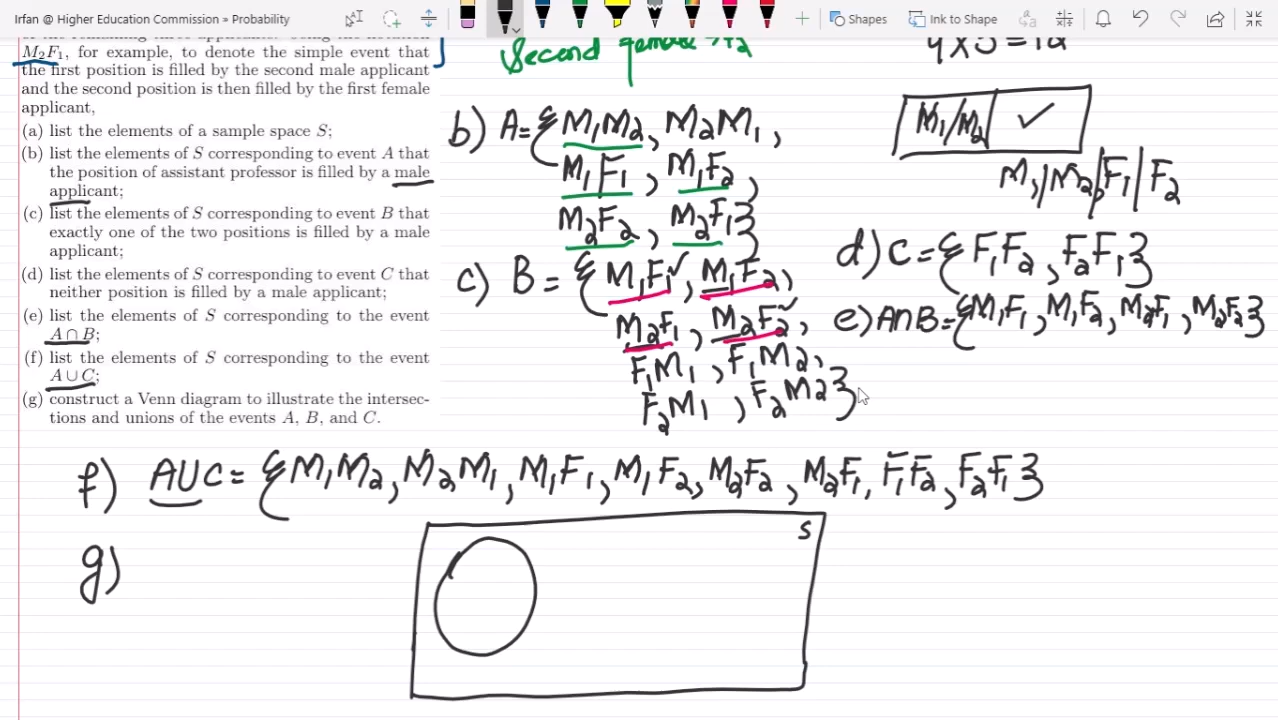 Irfan @ Higher Education Commission » Probability
Shapes
Ink to Shape
M₂F₁, for example, to denote the simple event that
the first position is filled by the second male applicant
and the second position is then filled by the first female
applicant,
(a) list the elements of a sample space S;
(b) list the elements of S corresponding to event A that
the position of assistant professor is filled by a male
applicant;
(c) list the elements of S corresponding to event B that
exactly one of the two positions is filled by a male
applicant;
(d) list the elements of S corresponding to event C that
neither position is filled by a male applicant;
(e) list the elements of S corresponding to the event
A ∩ B;
(f) list the elements of S corresponding to the event
A ∪ C;
(g) construct a Venn diagram to illustrate the intersec-
tions and unions of the events A, B, and C.
Second female → F₂
4x3=12
M₁/M₂ ✓
M₁/M₂/F₁/F₂
b) A={M₁M₂, M₂M₁,
M₁F₁, M₁F₂,
M₂F₂, M₂F₁}
c) B = {M₁F₁✓, M₁F₂,
M₂F₁, M₂F₂✓,
F₁M₁, F₁M₂,
F₂M₁, F₂M₂}
d) C={F₁F₂, F₂F₁}
e) A∩B={M₁F₁, M₁F₂, M₂F₁, M₂F₂}
f) A∪C= {M₁M₂, M₂M₁, M₁F₁, M₁F₂, M₂F₂, M₂F₁, F₁F₂, F₂F₁}
g)
S